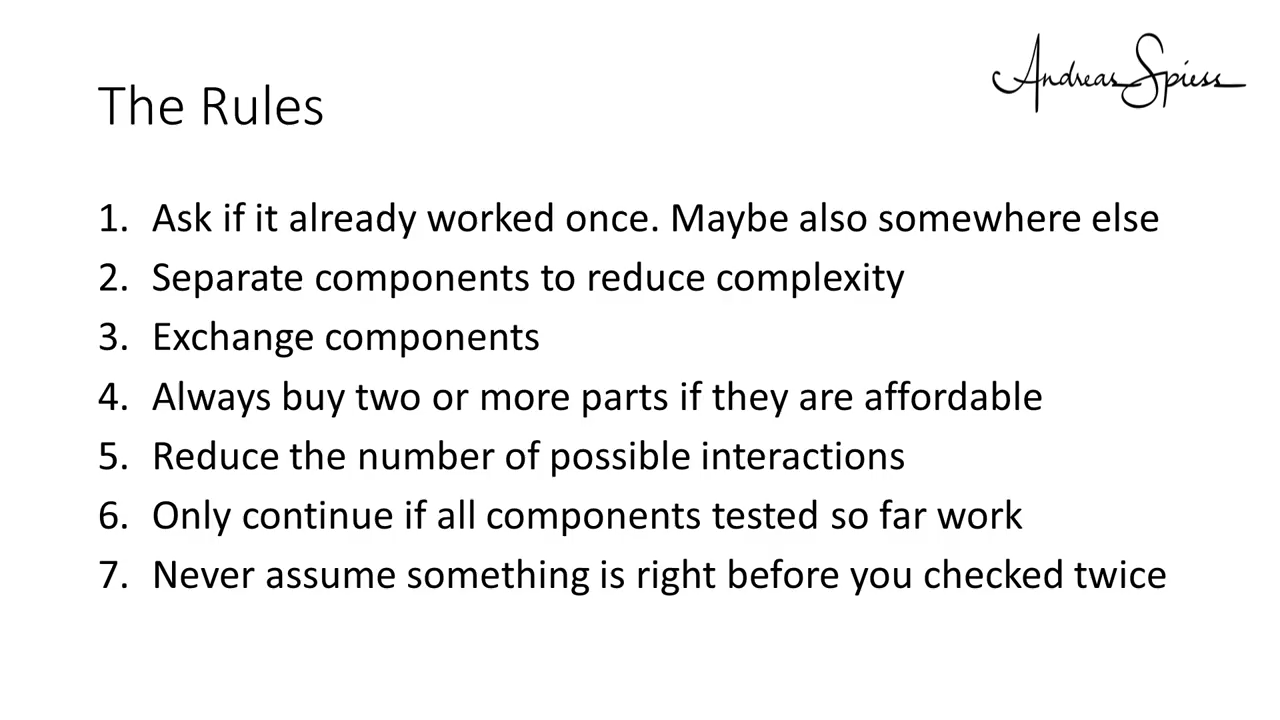 Andreas Spiess
The Rules
1. Ask if it already worked once. Maybe also somewhere else
2. Separate components to reduce complexity
3. Exchange components
4. Always buy two or more parts if they are affordable
5. Reduce the number of possible interactions
6. Only continue if all components tested so far work
7. Never assume something is right before you checked twice